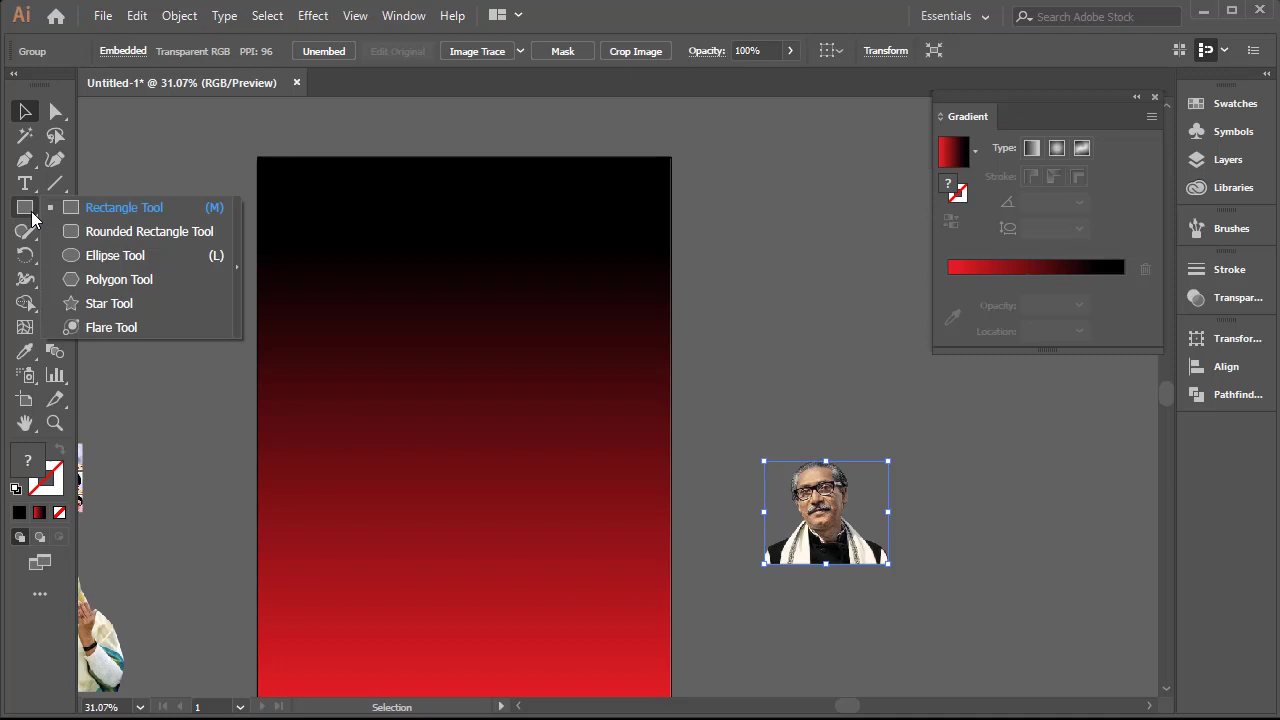 Ai File Edit Object Type Select Effect View Window Help Essentials Search Adobe Stock
Group Embedded Transparent RGB PPI: 96 Unembed Edit Original Image Trace Mask Crop Image Opacity: 100% Transform
Untitled-1* @ 31.07% (RGB/Preview)
Gradient
Type:
Stroke:
?
Opacity:
Location:
Swatches
Symbols
Layers
Libraries
Brushes
Stroke
Transpar...
Transfor...
Align
Pathfind...
T
Rectangle Tool (M)
Rounded Rectangle Tool
Ellipse Tool (L)
Polygon Tool
Star Tool
Flare Tool
?
31.07% 1 Selection